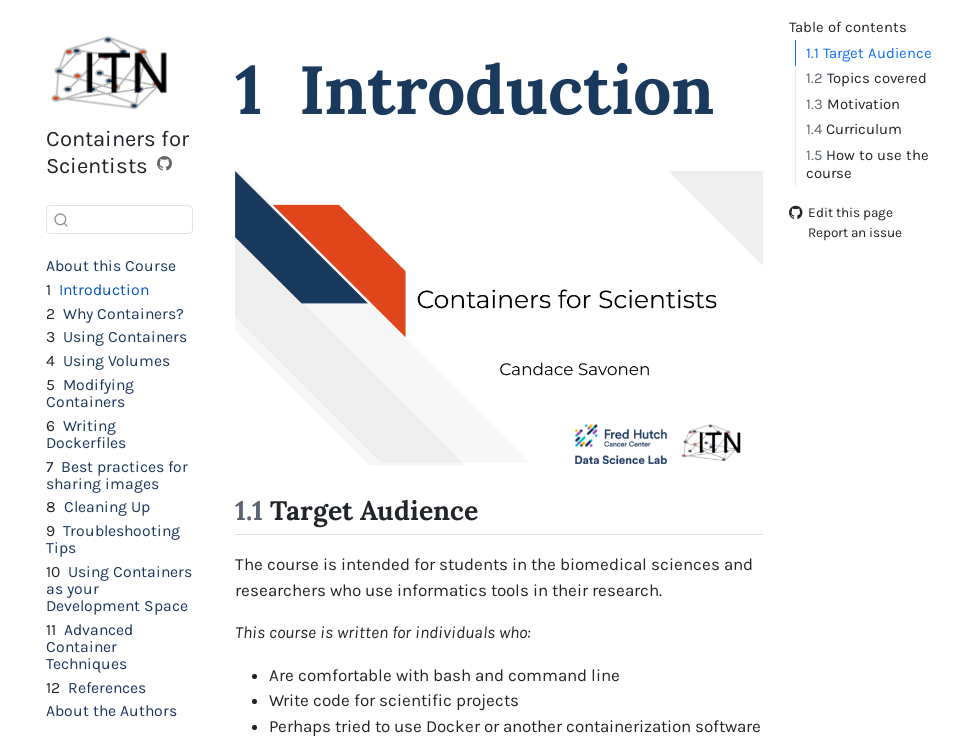 ITN
Containers for
Scientists
About this Course
1 Introduction
2 Why Containers?
3 Using Containers
4 Using Volumes
5 Modifying
Containers
6 Writing
Dockerfiles
7 Best practices for
sharing images
8 Cleaning Up
9 Troubleshooting
Tips
10 Using Containers
as your
Development Space
11 Advanced
Container
Techniques
12 References
About the Authors
1 Introduction
Containers for Scientists
Candace Savonen
Fred Hutch
Cancer Center
Data Science Lab
ITN
1.1 Target Audience
The course is intended for students in the biomedical sciences and
researchers who use informatics tools in their research.
This course is written for individuals who:
• Are comfortable with bash and command line
• Write code for scientific projects
• Perhaps tried to use Docker or another containerization software
Table of contents
1.1 Target Audience
1.2 Topics covered
1.3 Motivation
1.4 Curriculum
1.5 How to use the
course
Edit this page
Report an issue